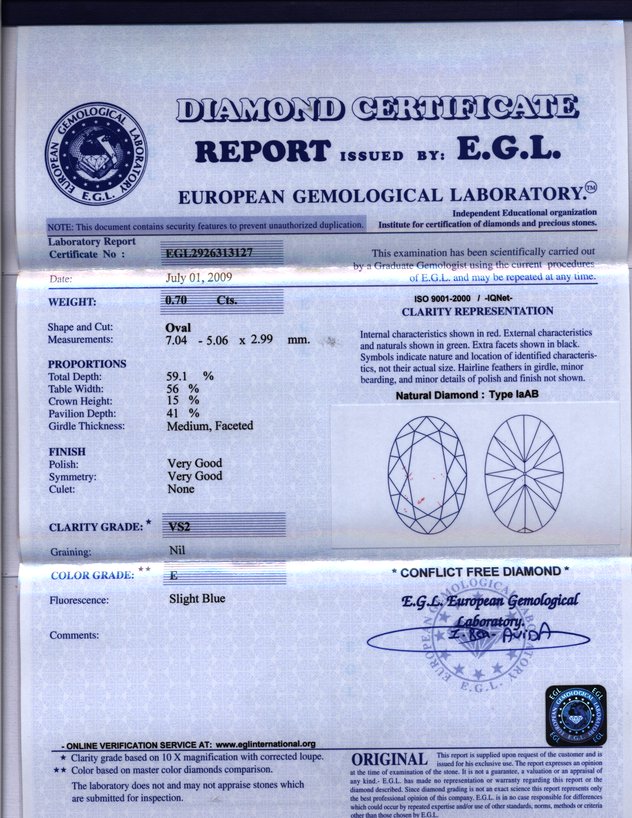 DIAMOND CERTIFICATE
REPORT ISSUED BY: E.G.L.
EUROPEAN GEMOLOGICAL LABORATORY.™
EUROPEAN GEMOLOGICAL LABORATORY
E.G.L.
Independent Educational organization
Institute for certification of diamonds and precious stones.
NOTE: This document contains security features to prevent unauthorized duplication.
Laboratory Report
Certificate No : EGL2926313127
This examination has been scientifically carried out
by a Graduate Gemologist using the current procedures
of E.G.L. and may be repeated at any time.
Date: July 01, 2009
WEIGHT: 0.70 Cts.
Shape and Cut: Oval
Measurements: 7.04 - 5.06 x 2.99 mm.
PROPORTIONS
Total Depth: 59.1 %
Table Width: 56 %
Crown Height: 15 %
Pavilion Depth: 41 %
Girdle Thickness: Medium, Faceted
FINISH
Polish: Very Good
Symmetry: Very Good
Culet: None
CLARITY GRADE: * VS2
Graining: Nil
COLOR GRADE: ** E
Fluorescence: Slight Blue
Comments:
ISO 9001-2000 / -IQNet-
CLARITY REPRESENTATION
Internal characteristics shown in red. External characteristics
and naturals shown in green. Extra facets shown in black.
Symbols indicate nature and location of identified characteris-
tics, not their actual size. Hairline feathers in girdle, minor
bearding, and minor details of polish and finish not shown.
Natural Diamond : Type IaAB
* CONFLICT FREE DIAMOND *
E.G.L. European Gemological
Laboratory.
I. Ben-Avida
EUROPEAN GEMOLOGICAL LABORATORY
E.G.L.
- ONLINE VERIFICATION SERVICE AT: www.eglinternational.org
* Clarity grade based on 10 X magnification with corrected loupe.
** Color based on master color diamonds comparison.
The laboratory does not and may not appraise stones which
are submitted for inspection.
ORIGINAL This report is supplied upon request of the customer and is
issued for his exclusive use. The report expresses an opinion
at the time of examination of the stone. It is not a guarantee, a valuation or an appraisal of
any kind.- E.G.L. has made no representation or warranty regarding this report or the
diamond described. Since diamond grading is not an exact science this report represents only
the best professional opinion of this company. E.G.L. is in no case responsible for differences
which could occur by repeated expertise and/or use of other standards, norms, methods or criteria
other than those chosen by E.G.L.